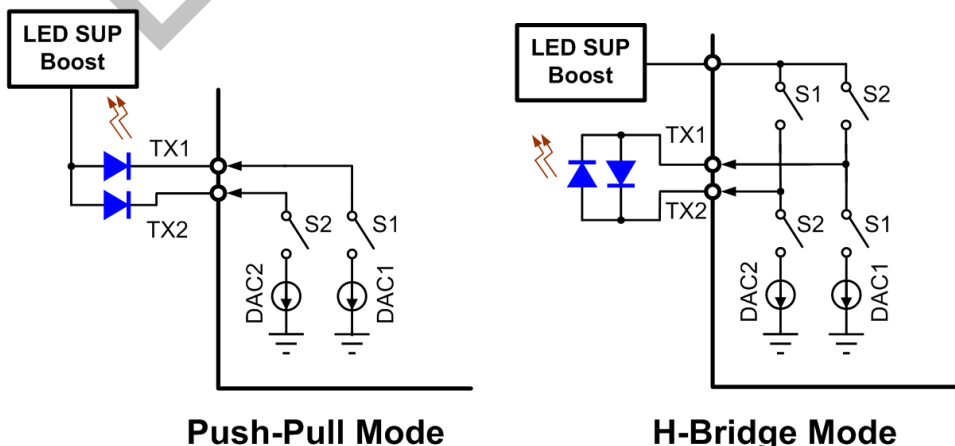 LED SUP
Boost
TX1
TX2
S2
S1
DAC2
DAC1
Push-Pull Mode
LED SUP
Boost
S1
S2
TX1
TX2
S2
S1
DAC2
DAC1
H-Bridge Mode